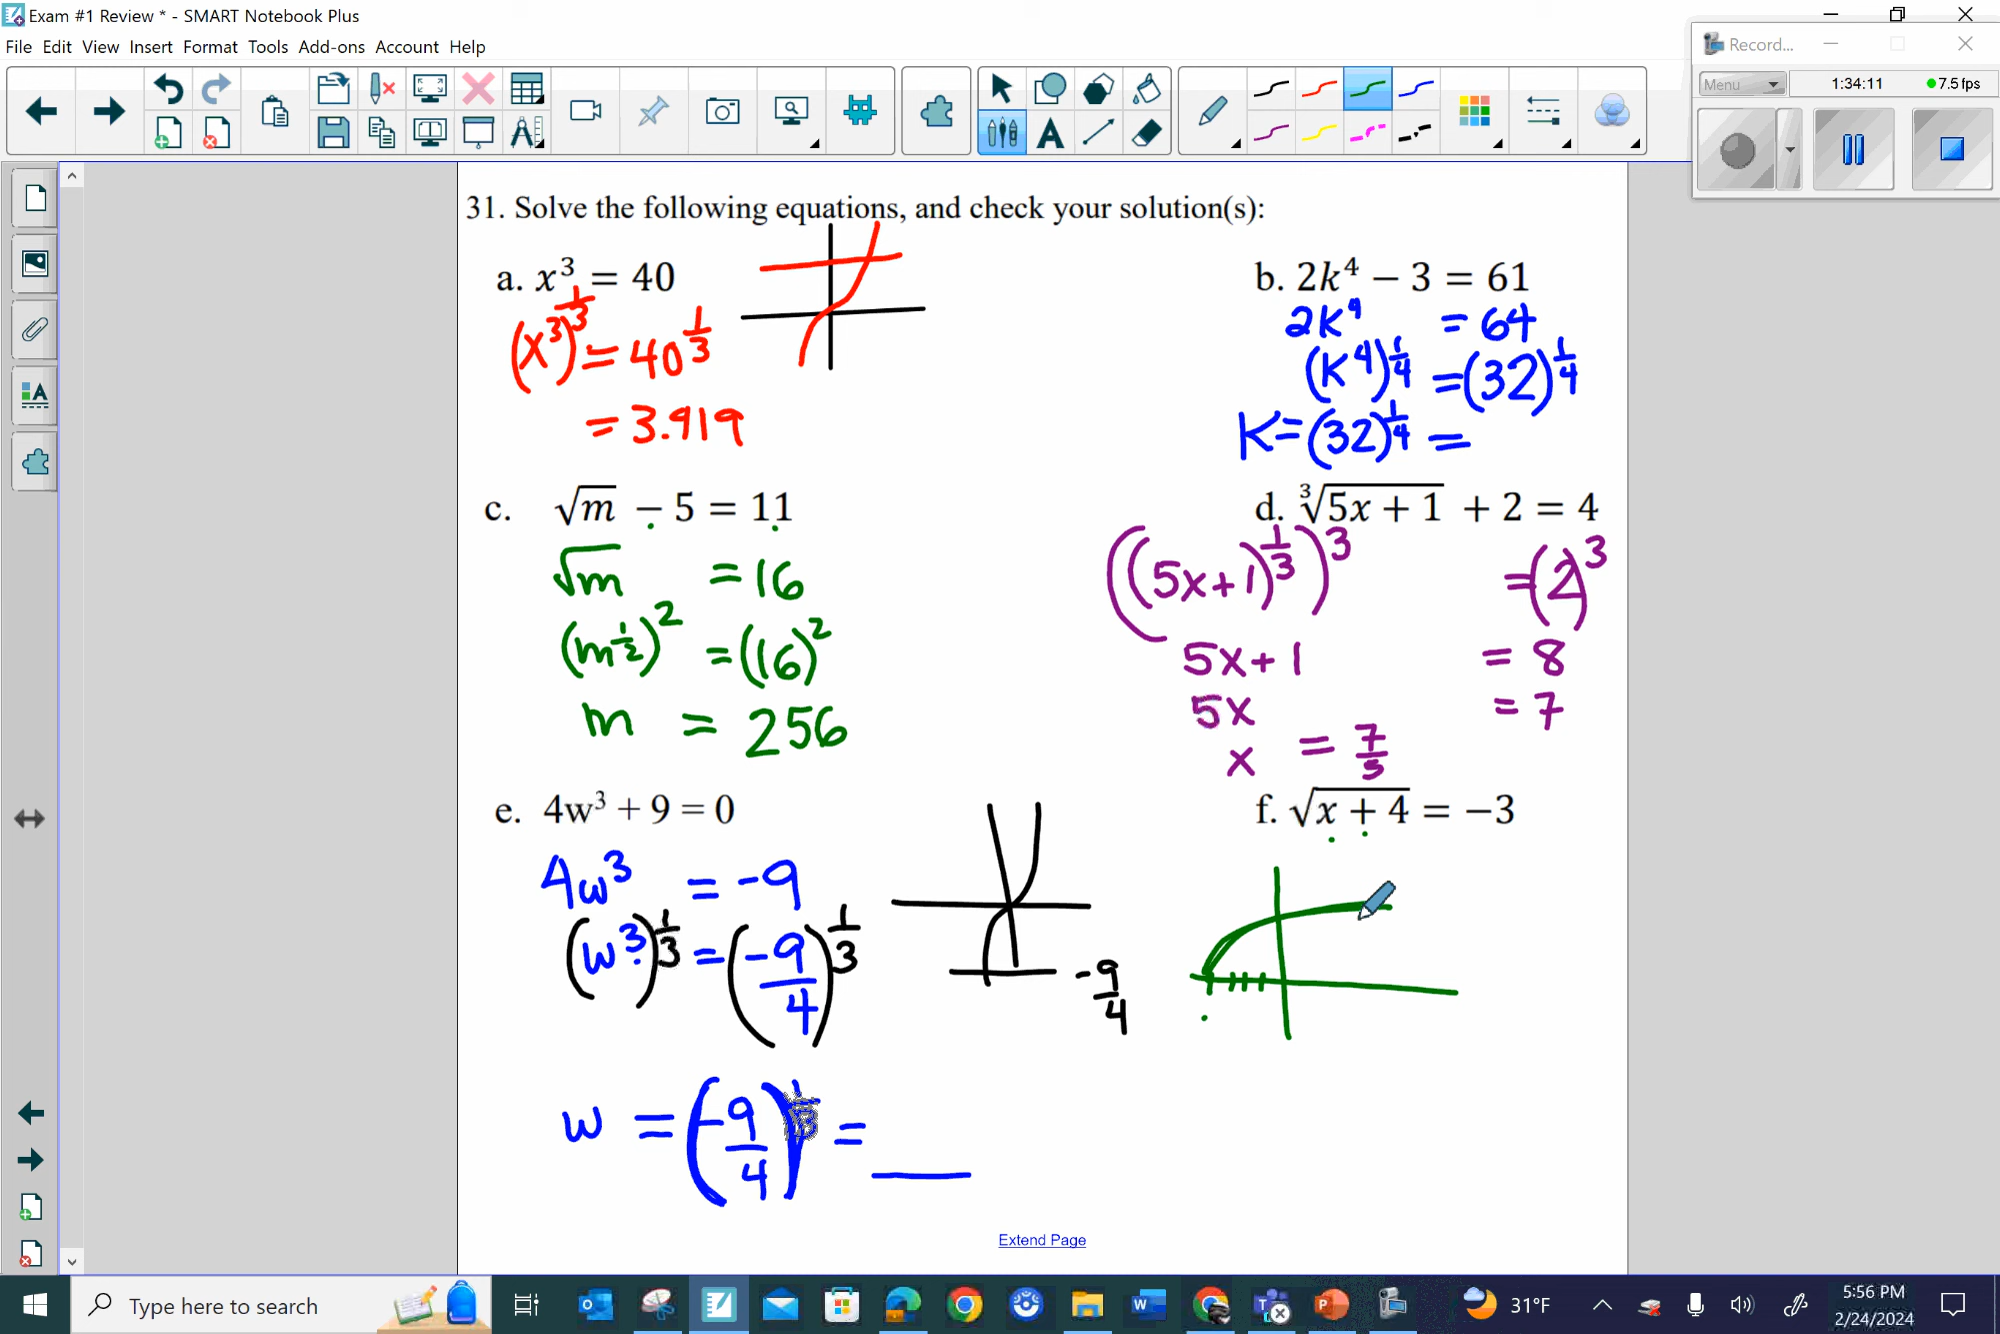 Exam #1 Review * - SMART Notebook Plus
File Edit View Insert Format Tools Add-ons Account Help
Record...
Menu 1:34:11 7.5 fps
31. Solve the following equations, and check your solution(s):
a. x³ = 40
(x³)^(1/3) = 40^(1/3)
= 3.919
b. 2k⁴ − 3 = 61
2k⁴ = 64
(k⁴)^(1/4) = (32)^(1/4)
K = (32)^(1/4) =
c. √m − 5 = 11
√m = 16
(m^(1/2))² = (16)²
m = 256
d. ∛(5x + 1) + 2 = 4
((5x+1)^(1/3))³ = (2)³
5x+1 = 8
5x = 7
x = 7/5
e. 4w³ + 9 = 0
4w³ = -9
(w³)^(1/3) = (-9/4)^(1/3)
-9/4
w = (-9/4)^(1/3) =
f. √(x + 4) = −3
Extend Page
Type here to search
31°F
5:56 PM
2/24/2024